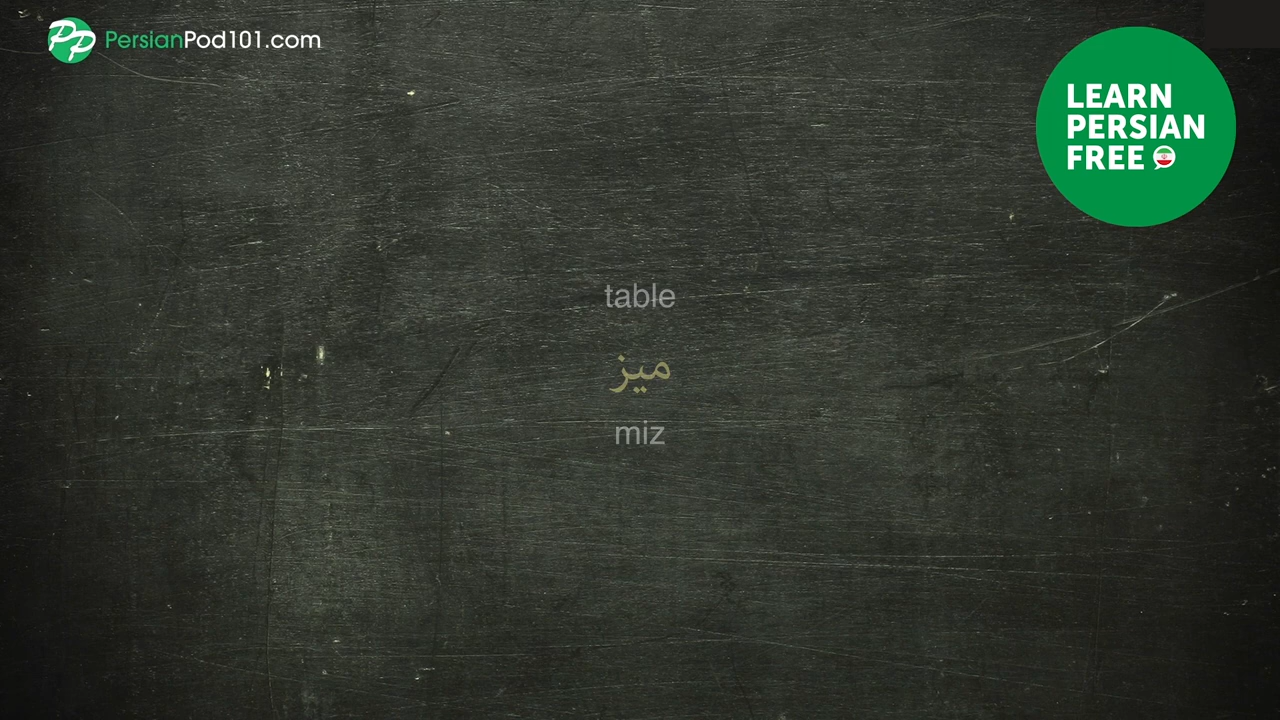 PersianPod101.com
LEARN
PERSIAN
FREE
table
میز
miz